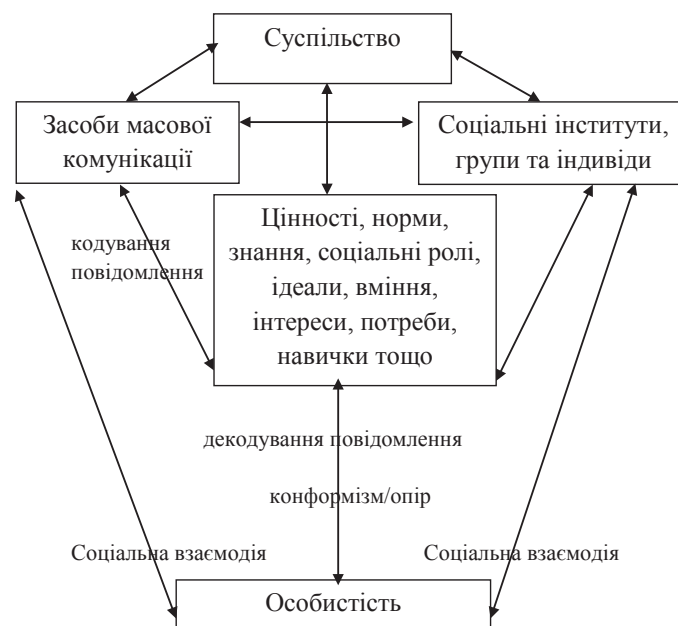 Суспільство
Засоби масової
комунікації
Соціальні інститути,
групи та індивіди
Цінності, норми,
знання, соціальні ролі,
ідеали, вміння,
інтереси, потреби,
навички тощо
кодування
повідомлення
декодування повідомлення
конформізм/опір
Соціальна взаємодія
Соціальна взаємодія
Особистість